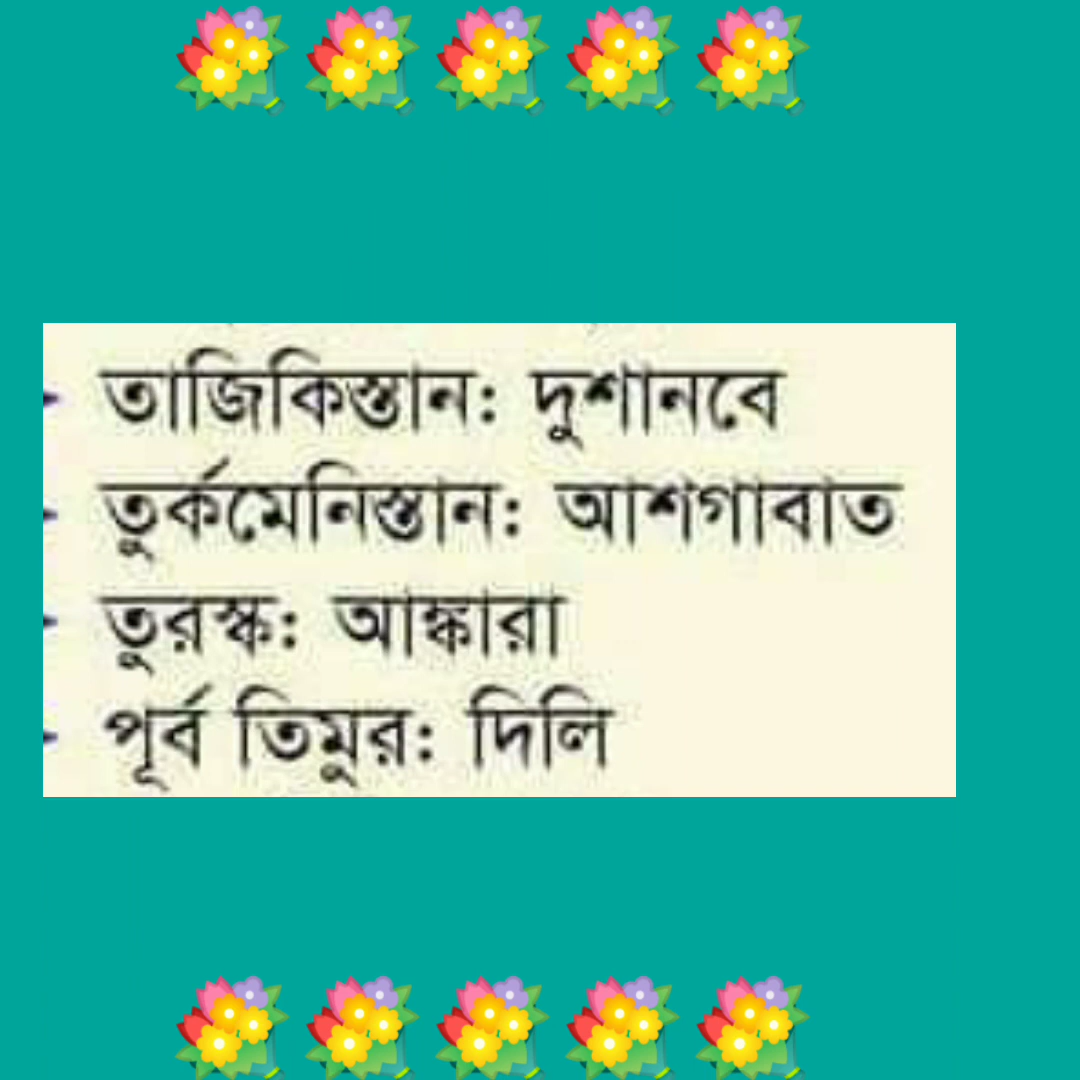 তাজিকিস্তান: দুশানবে
তুর্কমেনিস্তান: আশগাবাত
তুরস্ক: আঙ্কারা
পূর্ব তিমুর: দিলি